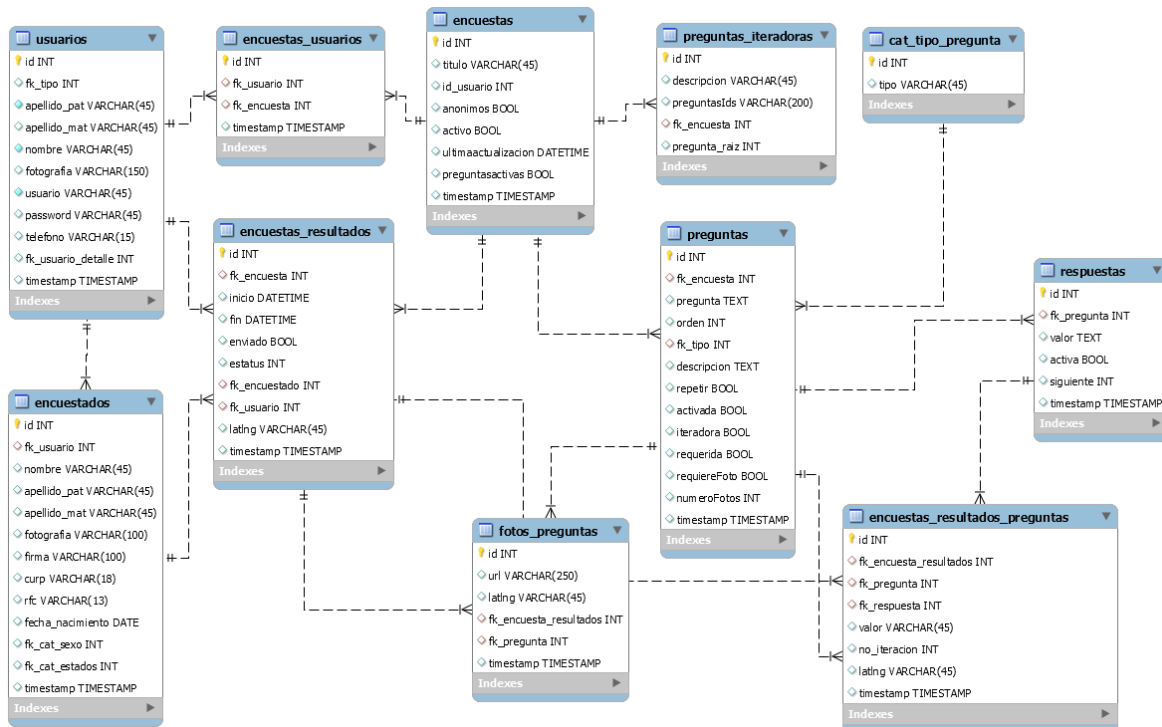 usuarios
id INT
fk_tipo INT
apellido_pat VARCHAR(45)
apellido_mat VARCHAR(45)
nombre VARCHAR(45)
fotografia VARCHAR(150)
usuario VARCHAR(45)
password VARCHAR(45)
telefono VARCHAR(15)
fk_usuario_detalle INT
timestamp TIMESTAMP
Indexes
encuestas_usuarios
id INT
fk_usuario INT
fk_encuesta INT
timestamp TIMESTAMP
Indexes
encuestas
id INT
titulo VARCHAR(45)
id_usuario INT
anonimos BOOL
activo BOOL
ultimaactualizacion DATETIME
preguntasactivas BOOL
timestamp TIMESTAMP
Indexes
preguntas_iteradoras
id INT
descripcion VARCHAR(45)
preguntasIds VARCHAR(200)
fk_encuesta INT
pregunta_raiz INT
Indexes
cat_tipo_pregunta
id INT
tipo VARCHAR(45)
Indexes
encuestas_resultados
id INT
fk_encuesta INT
inicio DATETIME
fin DATETIME
enviado BOOL
estatus INT
fk_encuestado INT
fk_usuario INT
latlng VARCHAR(45)
timestamp TIMESTAMP
Indexes
preguntas
id INT
fk_encuesta INT
pregunta TEXT
orden INT
fk_tipo INT
descripcion TEXT
repetir BOOL
activada BOOL
iteradora BOOL
requerida BOOL
requiereFoto BOOL
numeroFotos INT
timestamp TIMESTAMP
Indexes
respuestas
id INT
fk_pregunta INT
valor TEXT
activa BOOL
siguiente INT
timestamp TIMESTAMP
Indexes
encuestados
id INT
fk_usuario INT
nombre VARCHAR(45)
apellido_pat VARCHAR(45)
apellido_mat VARCHAR(45)
fotografia VARCHAR(100)
firma VARCHAR(100)
curp VARCHAR(18)
rfc VARCHAR(13)
fecha_nacimiento DATE
fk_cat_sexo INT
fk_cat_estados INT
timestamp TIMESTAMP
Indexes
fotos_preguntas
id INT
url VARCHAR(250)
latlng VARCHAR(45)
fk_encuesta_resultados INT
fk_pregunta INT
timestamp TIMESTAMP
Indexes
encuestas_resultados_preguntas
id INT
fk_encuesta_resultados INT
fk_pregunta INT
fk_respuesta INT
valor VARCHAR(45)
no_iteracion INT
latlng VARCHAR(45)
timestamp TIMESTAMP
Indexes